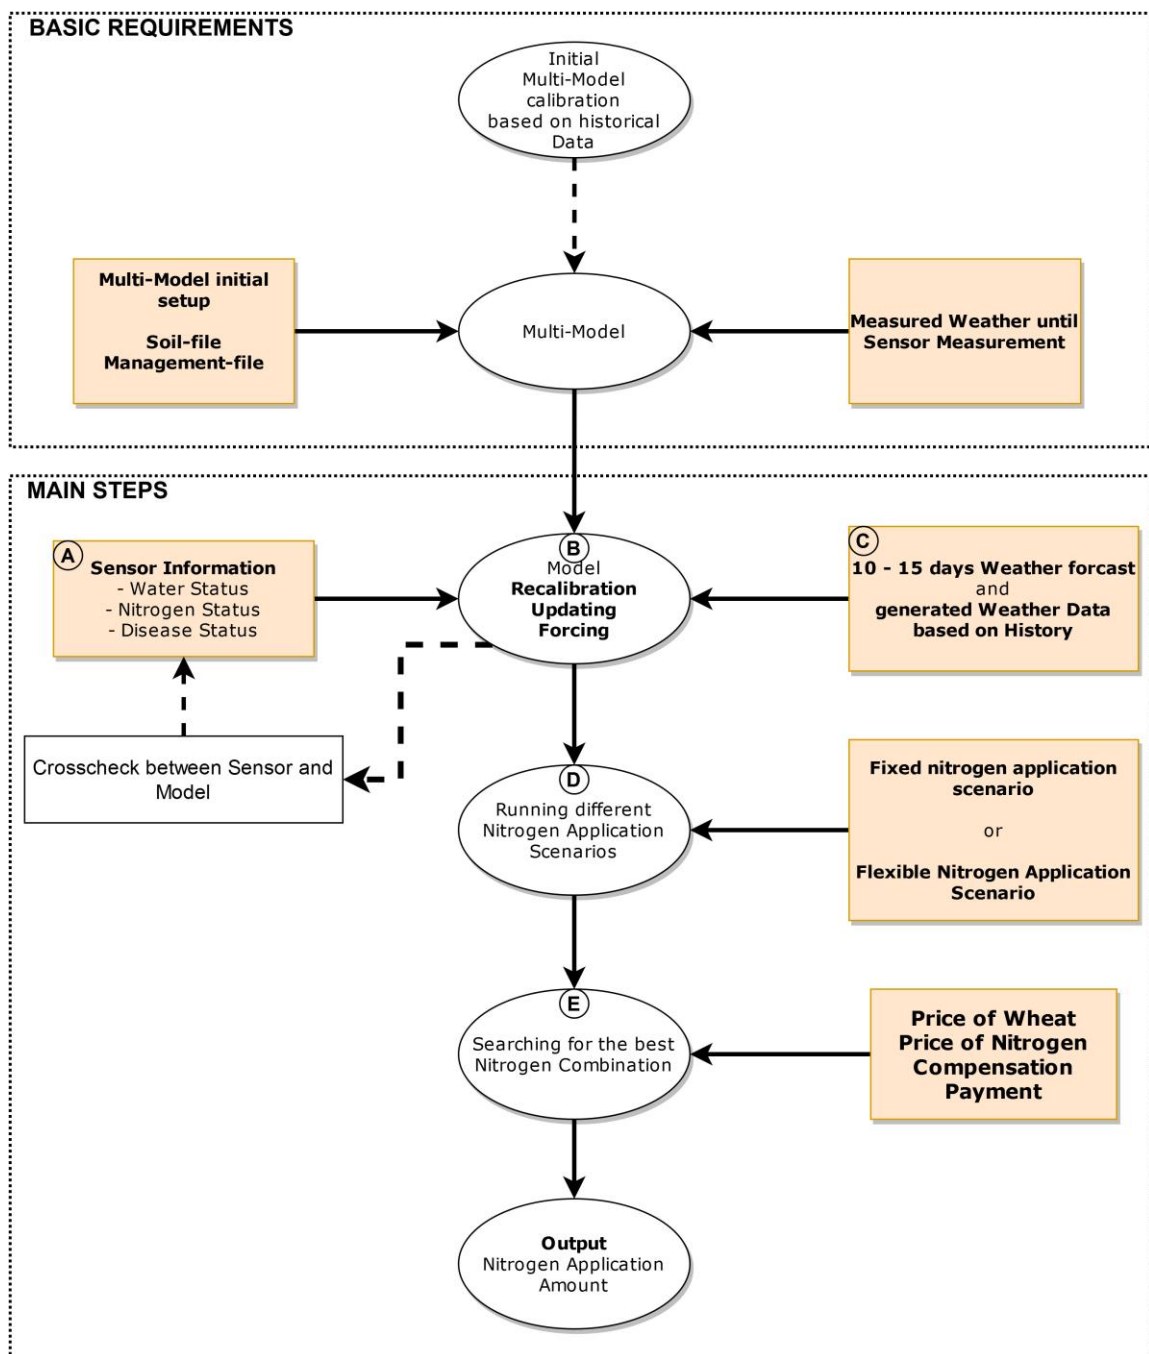 BASIC REQUIREMENTS
Initial
Multi-Model
calibration
based on historical
Data
Multi-Model initial
setup
Soil-file
Management-file
Multi-Model
Measured Weather until
Sensor Measurement
MAIN STEPS
A
Sensor Information
- Water Status
- Nitrogen Status
- Disease Status
B
Model
Recalibration
Updating
Forcing
C
10 - 15 days Weather forcast
and
generated Weather Data
based on History
Crosscheck between Sensor and
Model
D
Running different
Nitrogen Application
Scenarios
Fixed nitrogen application
scenario
or
Flexible Nitrogen Application
Scenario
E
Searching for the best
Nitrogen Combination
Price of Wheat
Price of Nitrogen
Compensation
Payment
Output
Nitrogen Application
Amount